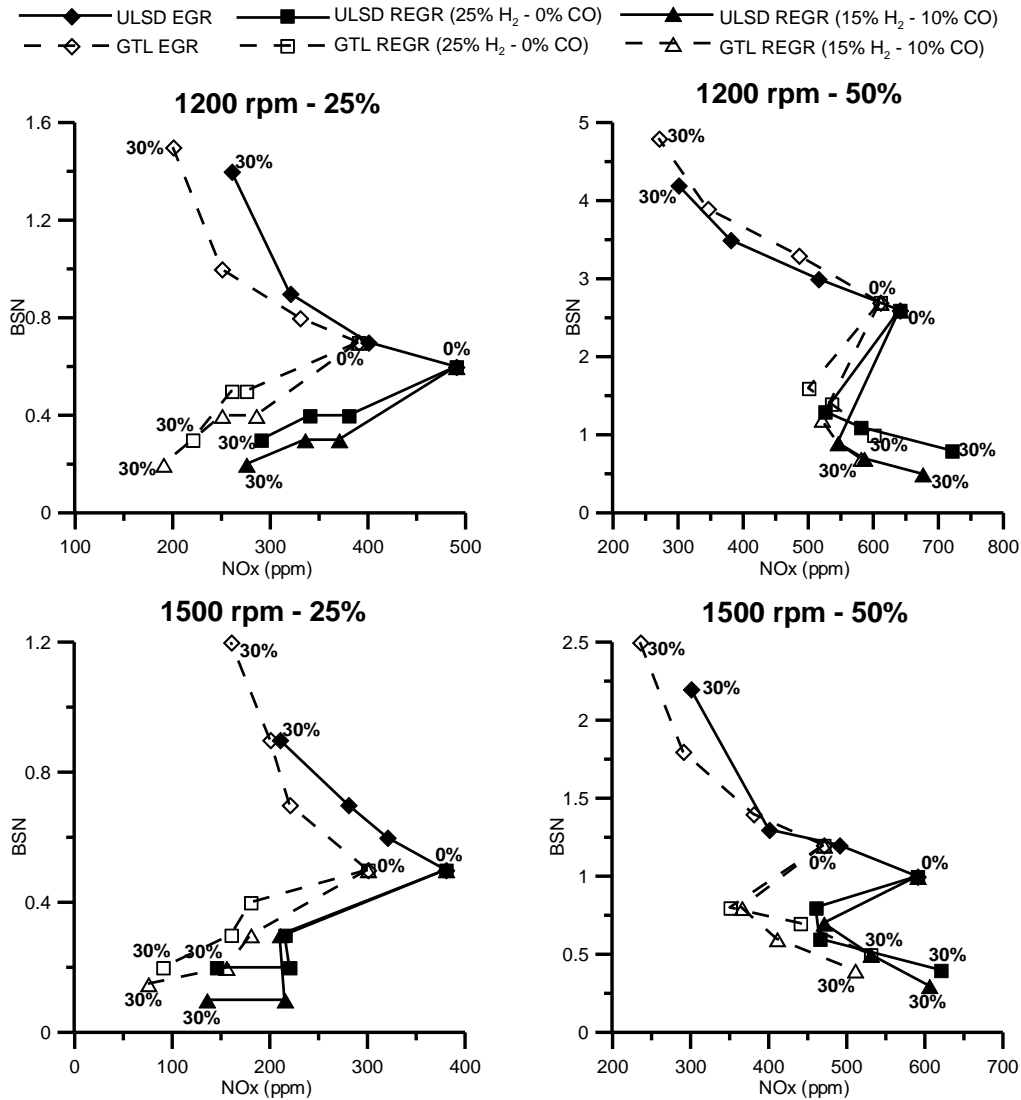 ULSD EGR ULSD REGR (25% H2 - 0% CO) ULSD REGR (15% H2 - 10% CO)
GTL EGR GTL REGR (25% H2 - 0% CO) GTL REGR (15% H2 - 10% CO)
1200 rpm - 25%
1.6
1.2
0.8
0.4
0
BSN
30%
30%
0%
0%
30%
30%
30%
30%
100 200 300 400 500
NOx (ppm)
1200 rpm - 50%
5
4
3
2
1
0
BSN
30%
30%
0%
0%
30%
30%
30%
30%
200 300 400 500 600 700 800
NOx (ppm)
1500 rpm - 25%
1.2
0.8
0.4
0
BSN
30%
30%
0%
0%
30%
30%
30%
30%
0 100 200 300 400
NOx (ppm)
1500 rpm - 50%
2.5
2
1.5
1
0.5
0
BSN
30%
30%
0%
0%
30%
30%
30%
30%
200 300 400 500 600 700
NOx (ppm)